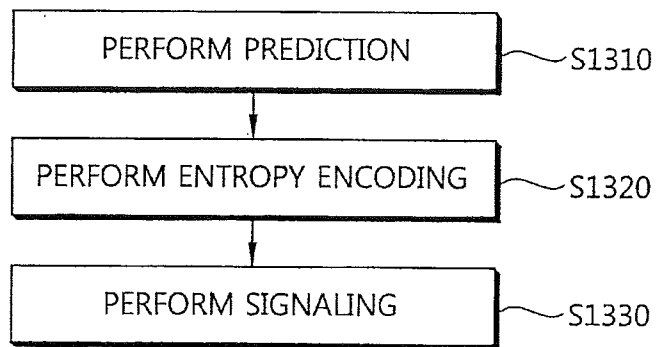 PERFORM PREDICTION
S1310
PERFORM ENTROPY ENCODING
S1320
PERFORM SIGNALING
S1330